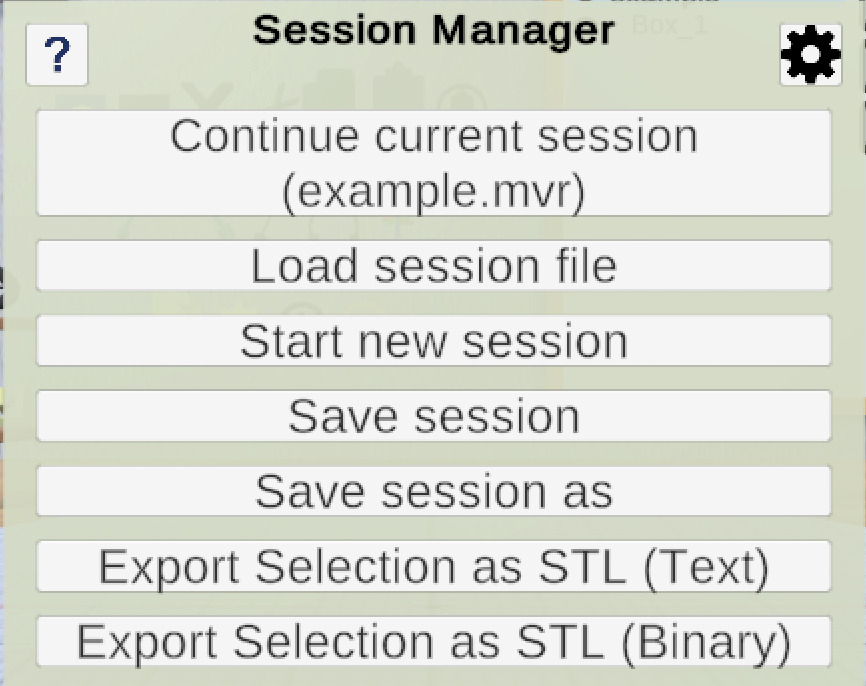 Session Manager
Box_1
?
Continue current session
(example.mvr)
Load session file
Start new session
Save session
Save session as
Export Selection as STL (Text)
Export Selection as STL (Binary)